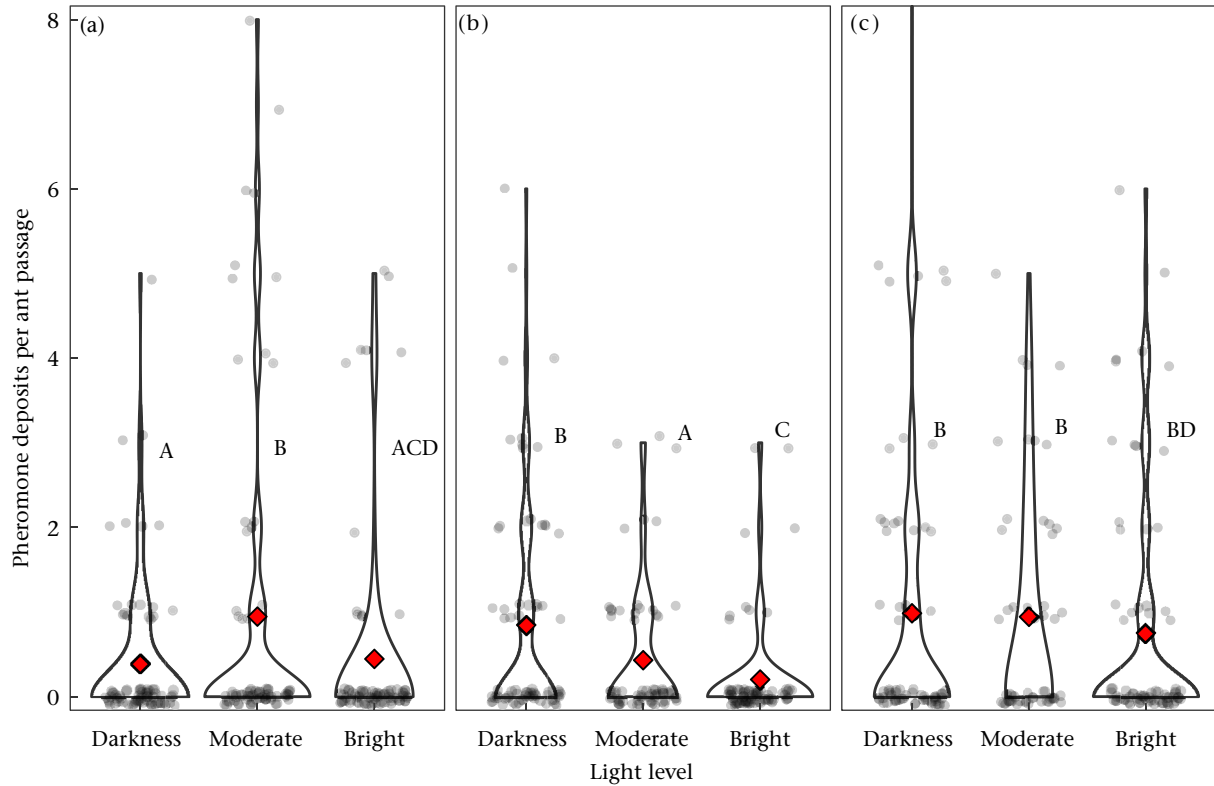 (a)
(b)
(c)
8
6
4
2
0
Pheromone deposits per ant passage
A
B
ACD
B
A
C
B
B
BD
Darkness
Moderate
Bright
Darkness
Moderate
Bright
Darkness
Moderate
Bright
Light level